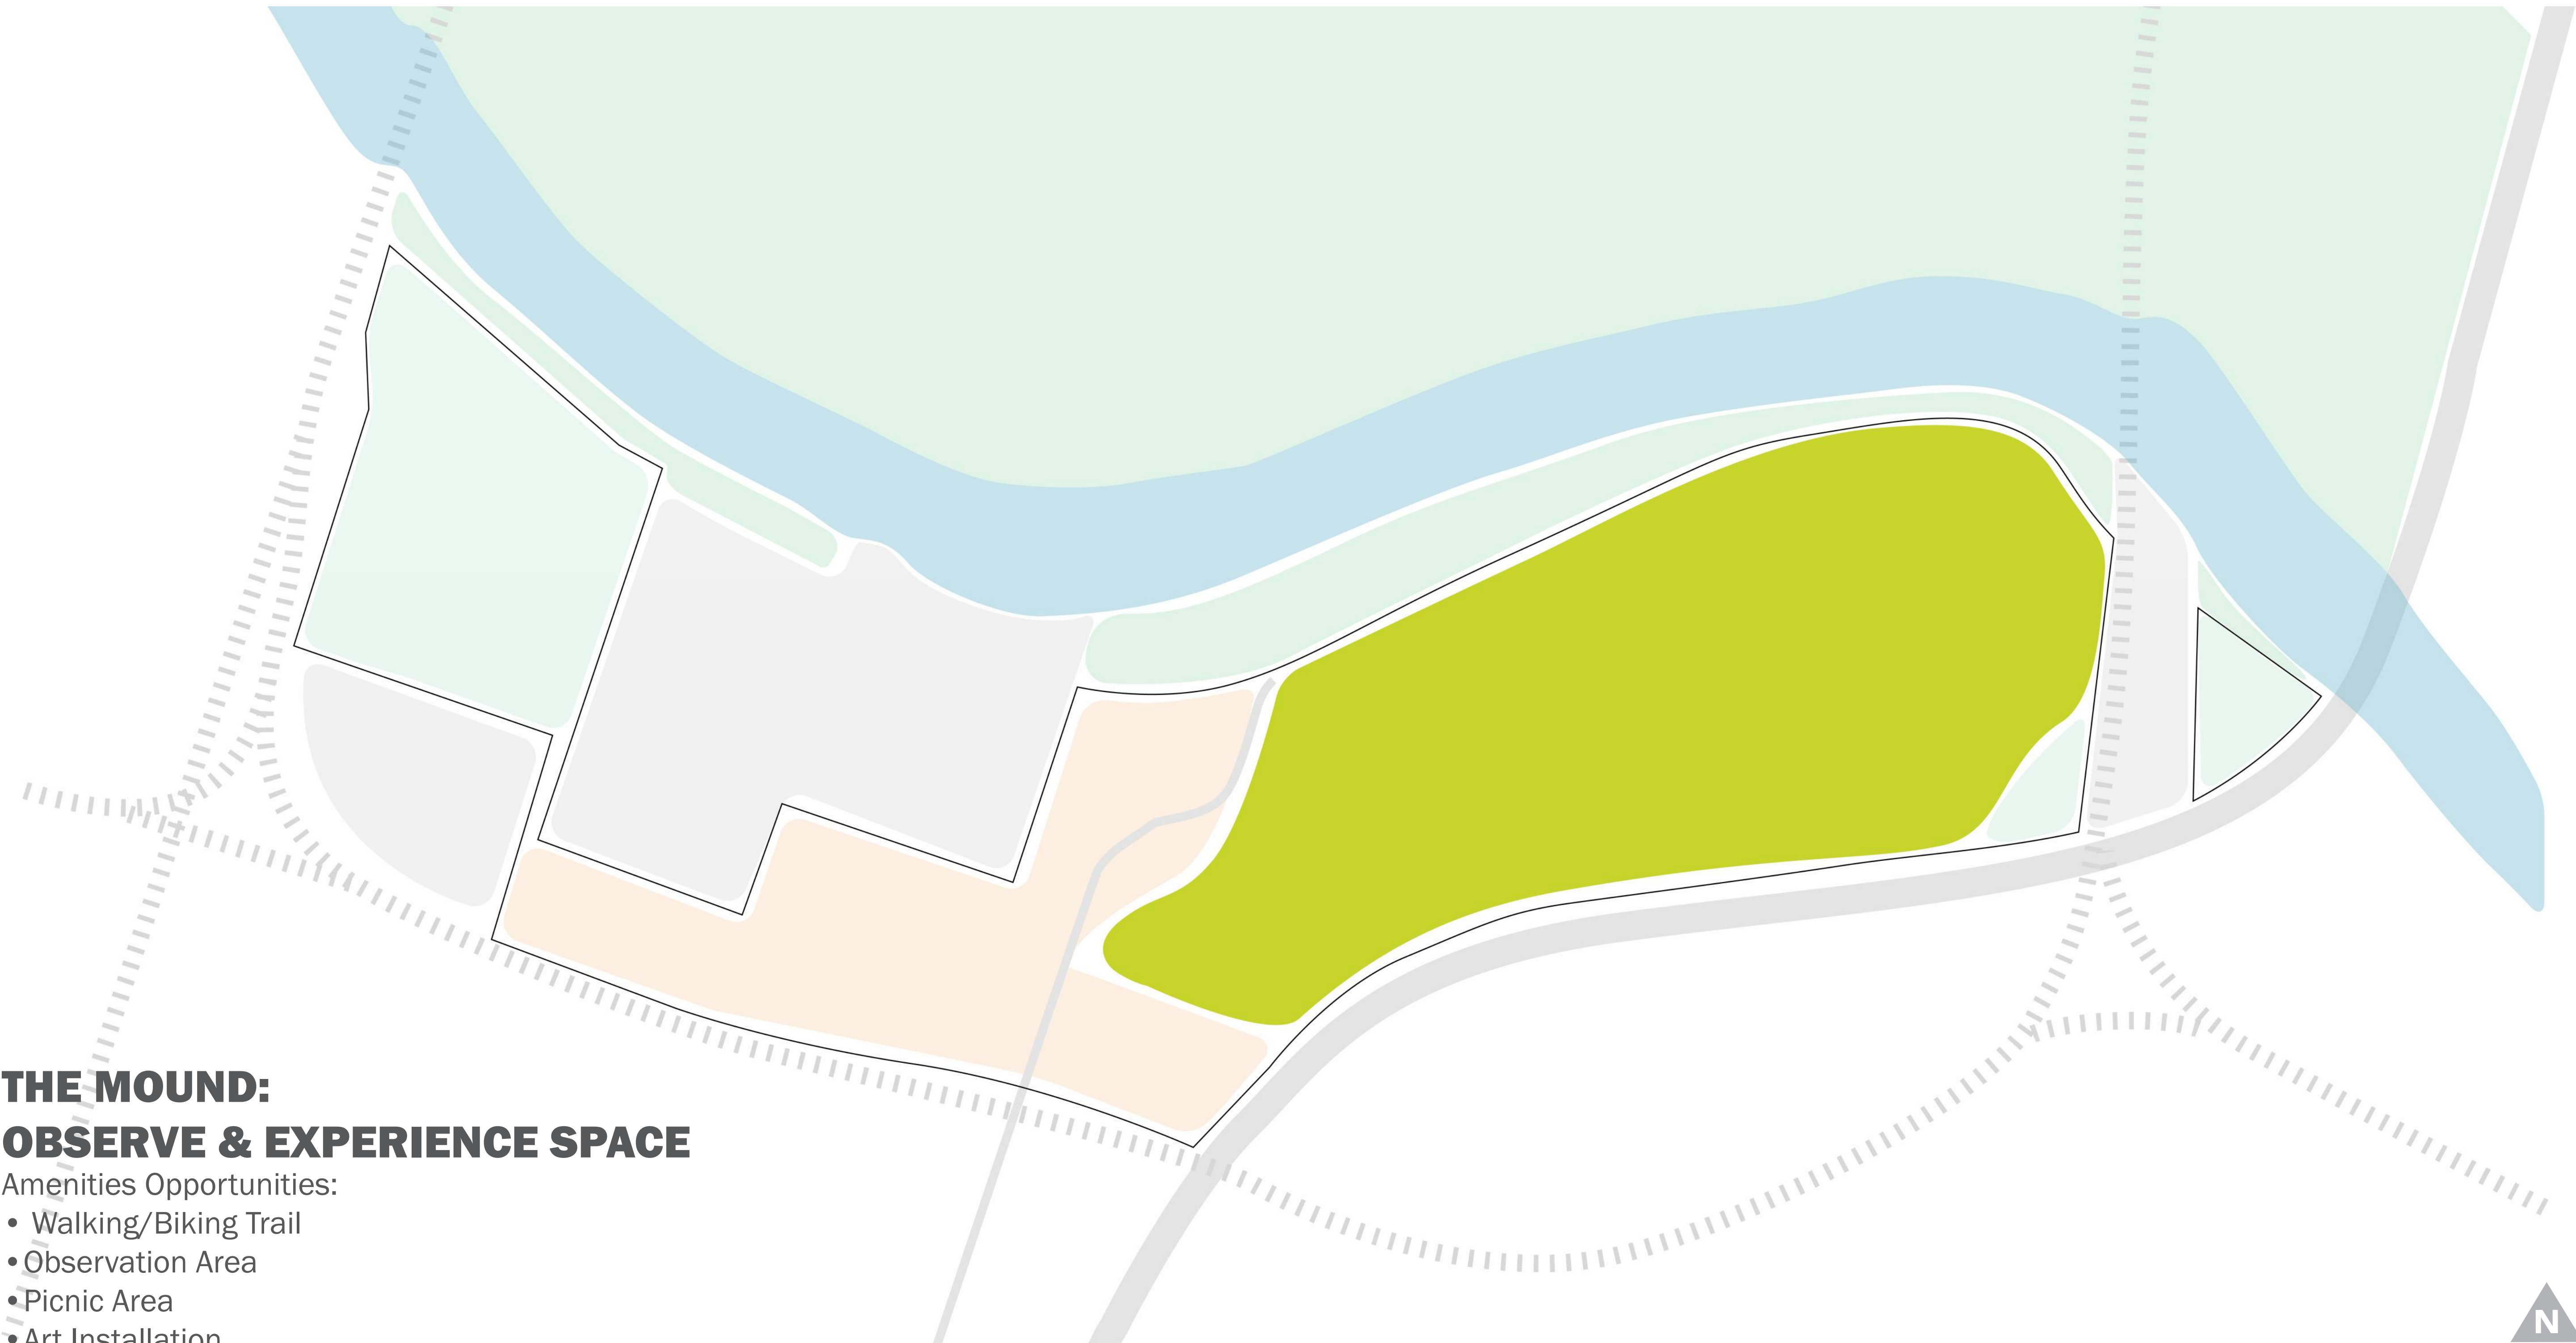 THE MOUND:
OBSERVE & EXPERIENCE SPACE
Amenities Opportunities:
• Walking/Biking Trail
• Observation Area
• Picnic Area
• Art Installation
N